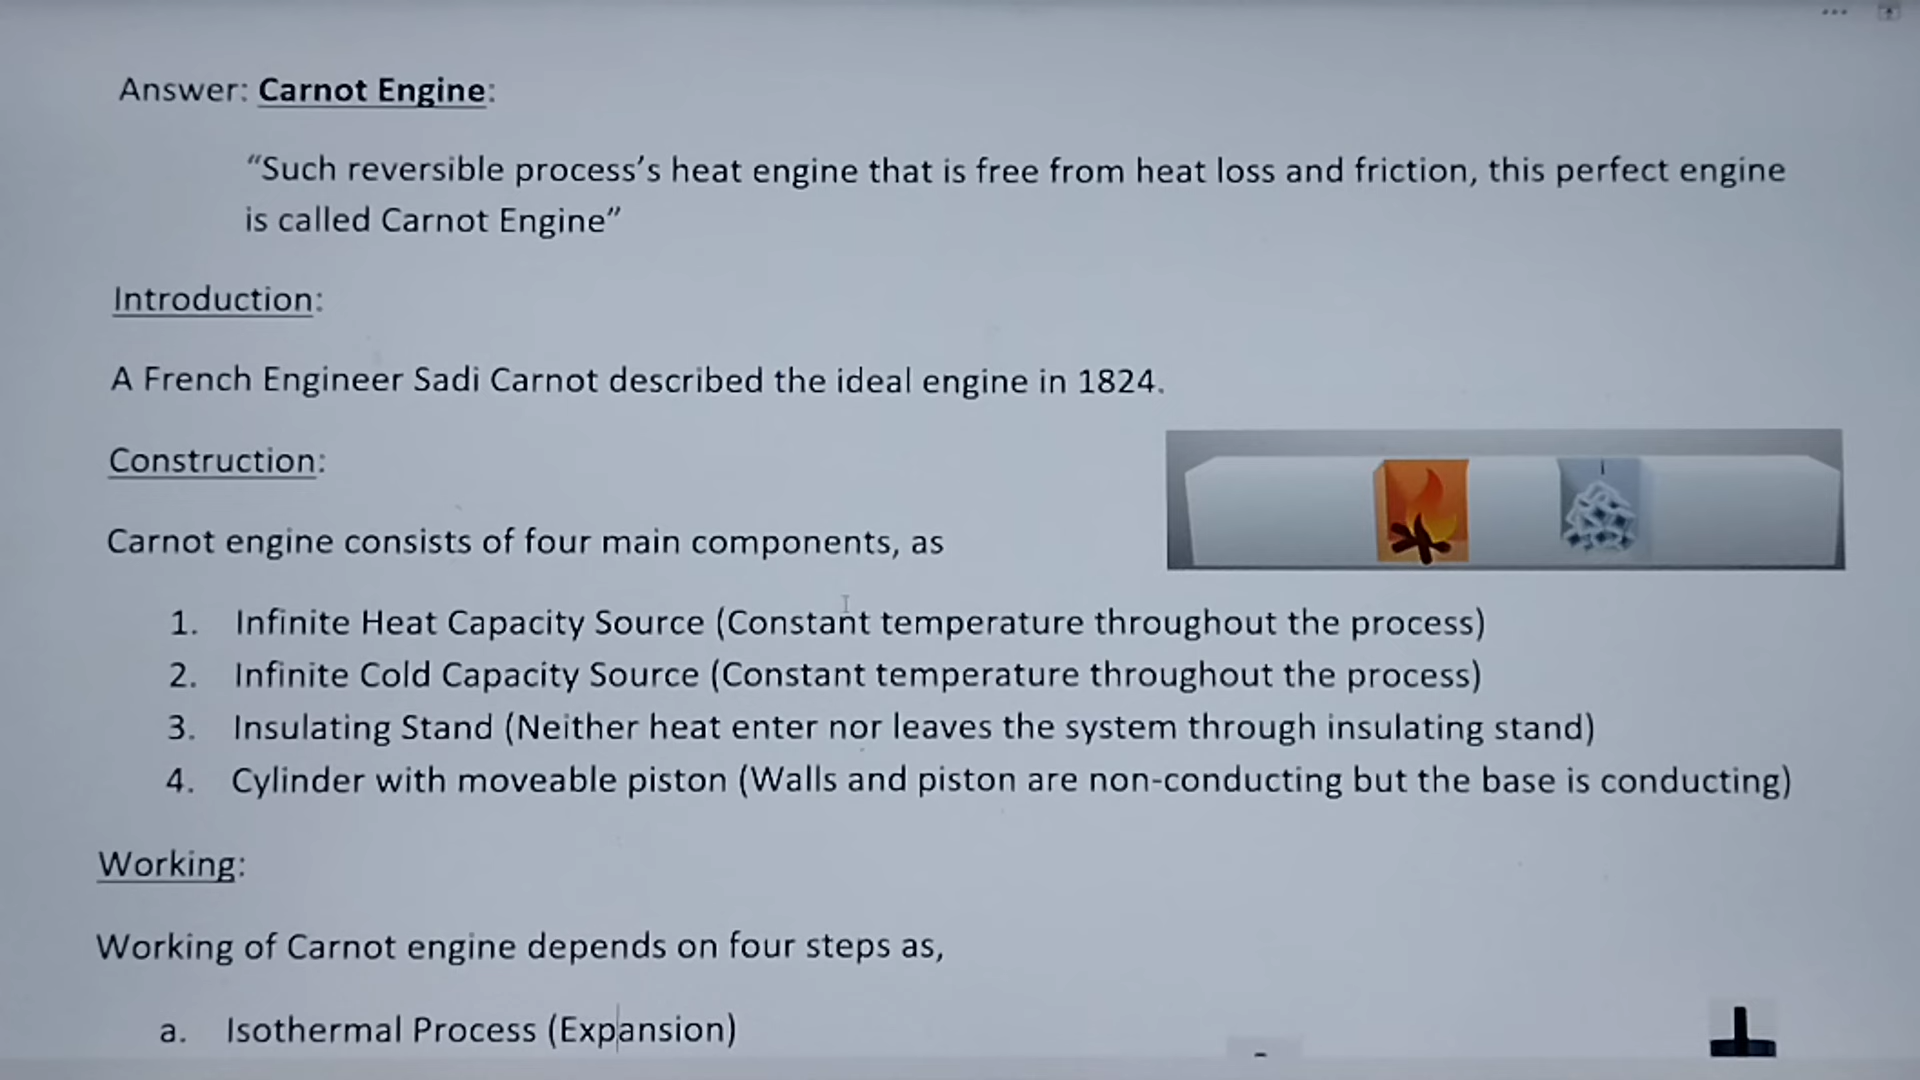 Answer: Carnot Engine:
“Such reversible process’s heat engine that is free from heat loss and friction, this perfect engine
is called Carnot Engine”
Introduction:
A French Engineer Sadi Carnot described the ideal engine in 1824.
Construction:
Carnot engine consists of four main components, as
1. Infinite Heat Capacity Source (Constant temperature throughout the process)
2. Infinite Cold Capacity Source (Constant temperature throughout the process)
3. Insulating Stand (Neither heat enter nor leaves the system through insulating stand)
4. Cylinder with moveable piston (Walls and piston are non-conducting but the base is conducting)
Working:
Working of Carnot engine depends on four steps as,
a. Isothermal Process (Expansion)